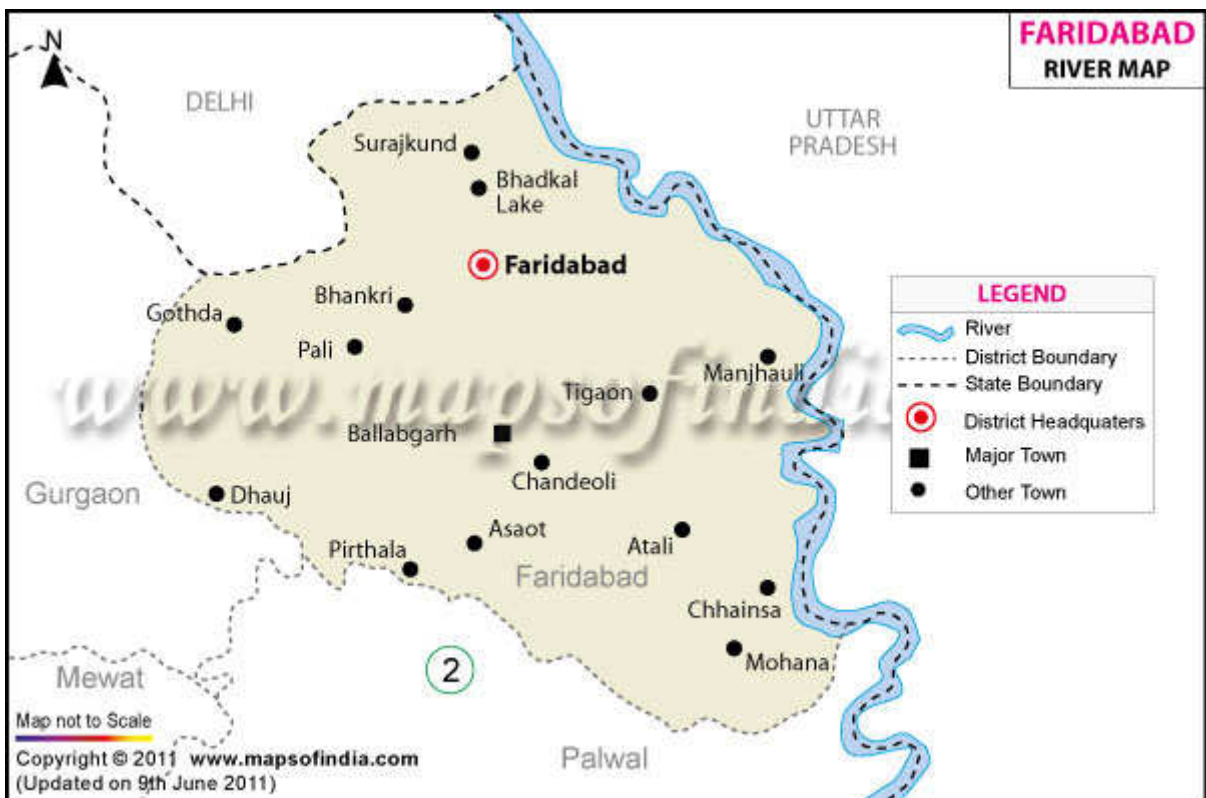 FARIDABAD
RIVER MAP
N
DELHI
UTTAR
PRADESH
Surajkund
Bhadkal
Lake
Faridabad
Bhankri
Gothda
Pali
Manjhauli
Tigaon
www.mapsofindia
Ballabgarh
Chandeoli
Gurgaon
Dhauj
Asaot
Atali
Pirthala
Faridabad
Chhainsa
Mohana
2
Mewat
Palwal
LEGEND
River
District Boundary
State Boundary
District Headquaters
Major Town
Other Town
Map not to Scale
Copyright © 2011 www.mapsofindia.com
(Updated on 9th June 2011)